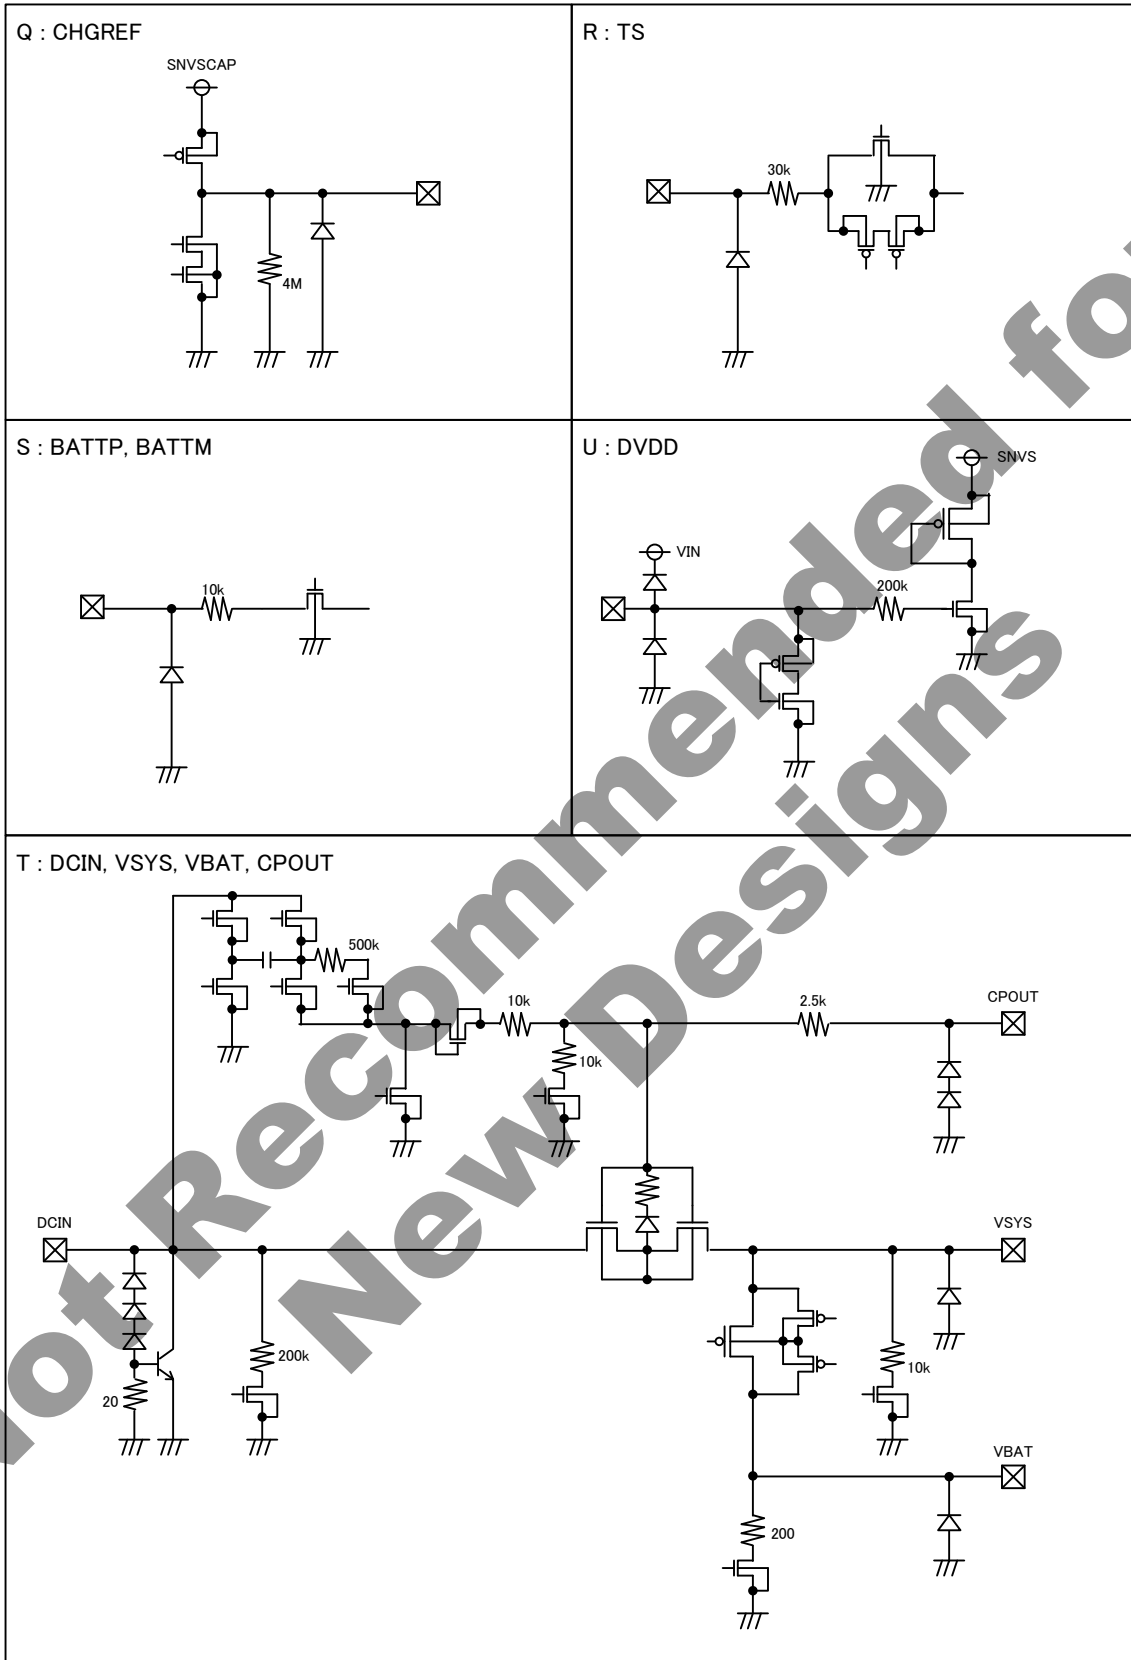 Q : CHGREF
SNVSCAP
4M
R : TS
30k
S : BATTP, BATTM
10k
U : DVDD
SNVS
VIN
200k
T : DCIN, VSYS, VBAT, CPOUT
500k
10k
2.5k
CPOUT
10k
DCIN
VSYS
200k
10k
20
VBAT
200
Not Recommended for
New Designs